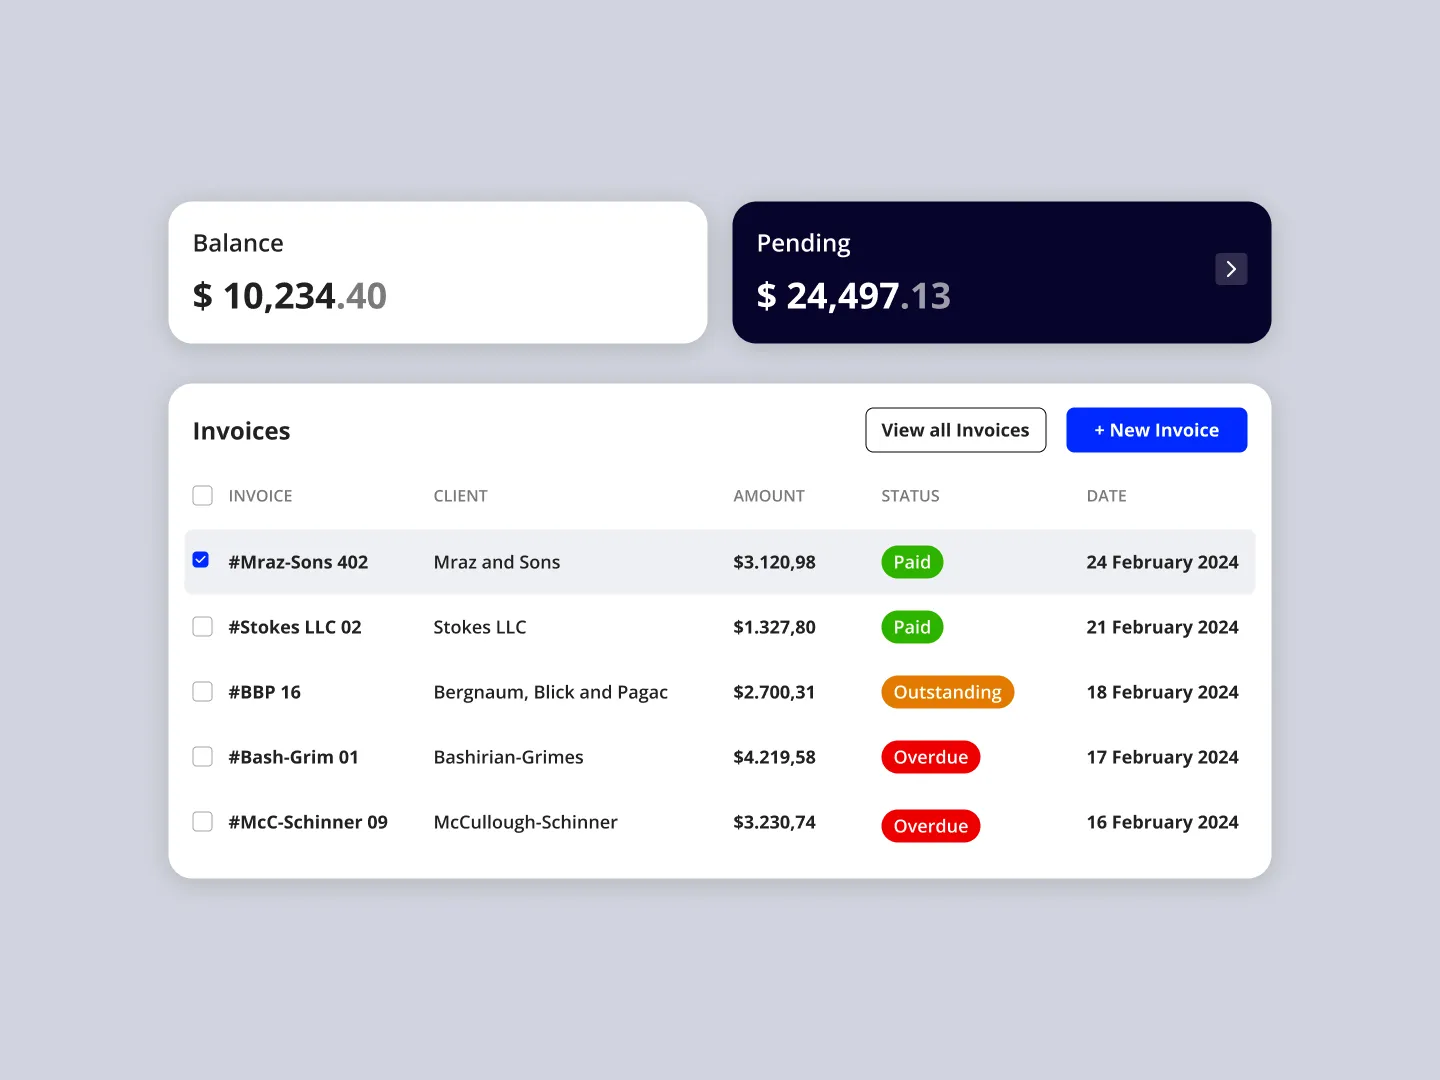 Balance
$ 10,234.40
Pending
$ 24,497.13
Invoices
View all Invoices
+ New Invoice
INVOICE CLIENT AMOUNT STATUS DATE
#Mraz-Sons 402 Mraz and Sons $3.120,98 Paid 24 February 2024
#Stokes LLC 02 Stokes LLC $1.327,80 Paid 21 February 2024
#BBP 16 Bergnaum, Blick and Pagac $2.700,31 Outstanding 18 February 2024
#Bash-Grim 01 Bashirian-Grimes $4.219,58 Overdue 17 February 2024
#McC-Schinner 09 McCullough-Schinner $3.230,74 Overdue 16 February 2024